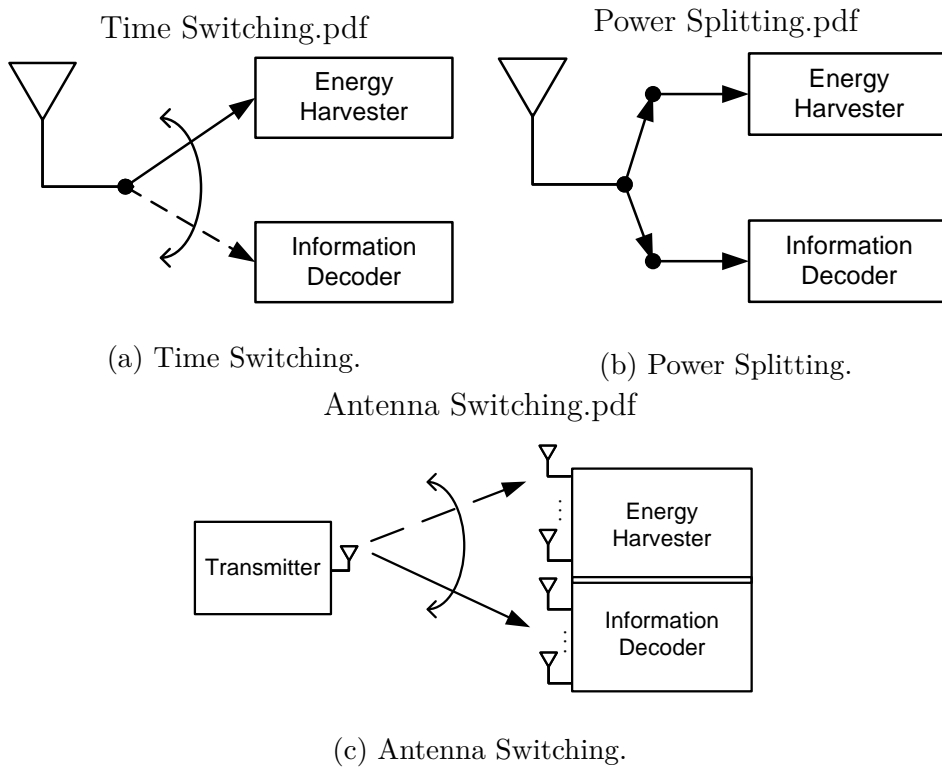 Time Switching.pdf
Energy
Harvester
Information
Decoder
(a) Time Switching.
Power Splitting.pdf
Energy
Harvester
Information
Decoder
(b) Power Splitting.
Antenna Switching.pdf
Transmitter
Energy
Harvester
Information
Decoder
(c) Antenna Switching.